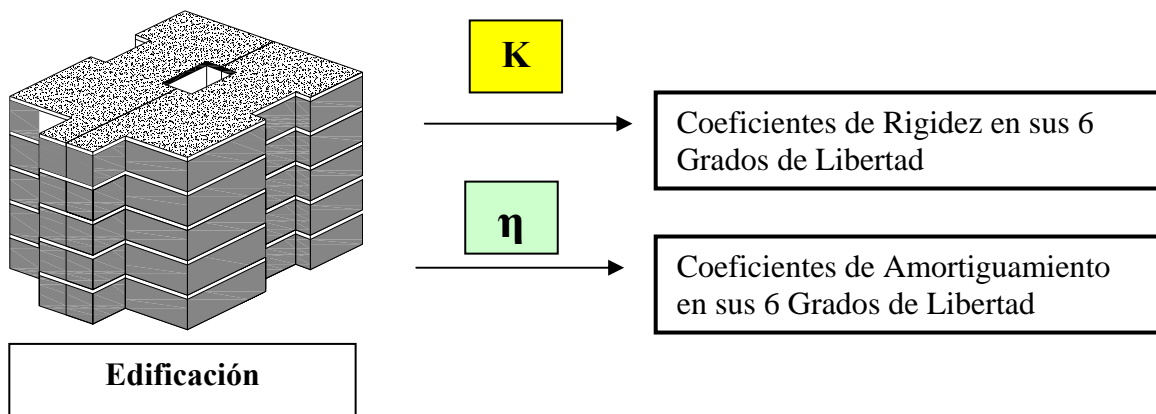 K
Coeficientes de Rigidez en sus 6
Grados de Libertad
η
Coeficientes de Amortiguamiento
en sus 6 Grados de Libertad
Edificación